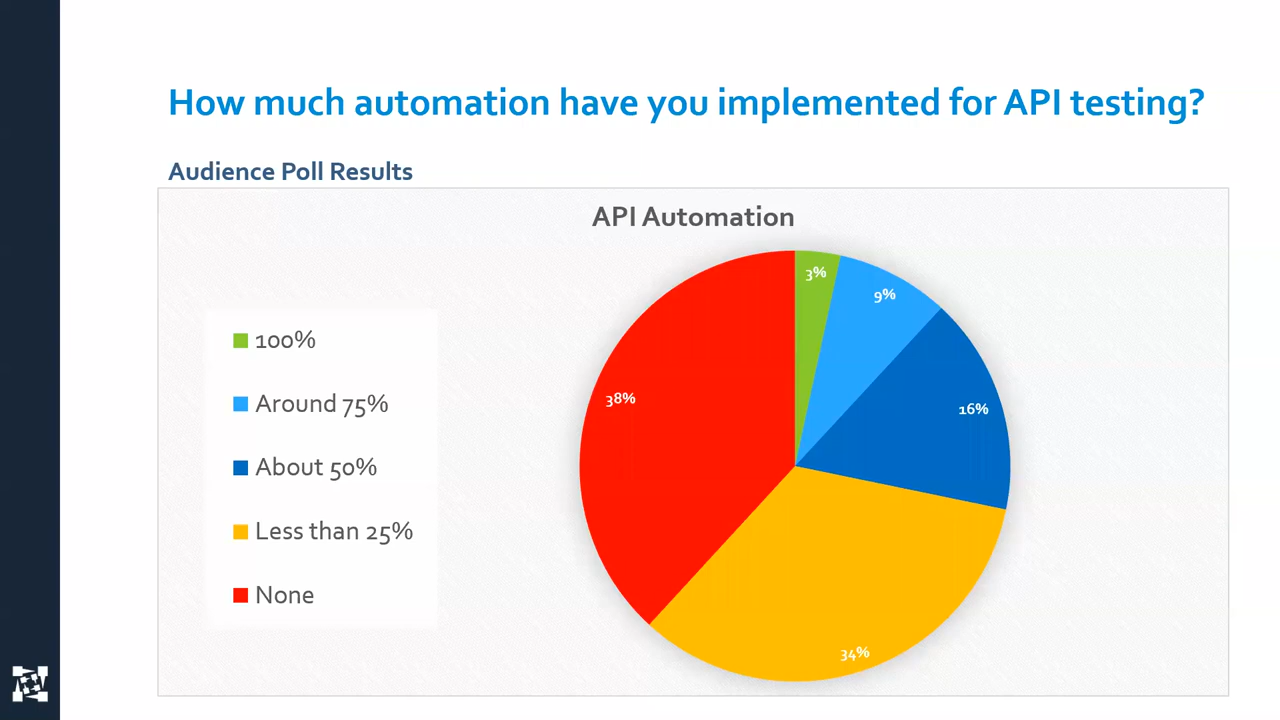 How much automation have you implemented for API testing?
Audience Poll Results
API Automation
100%
Around 75%
About 50%
Less than 25%
None
3%
9%
16%
34%
38%